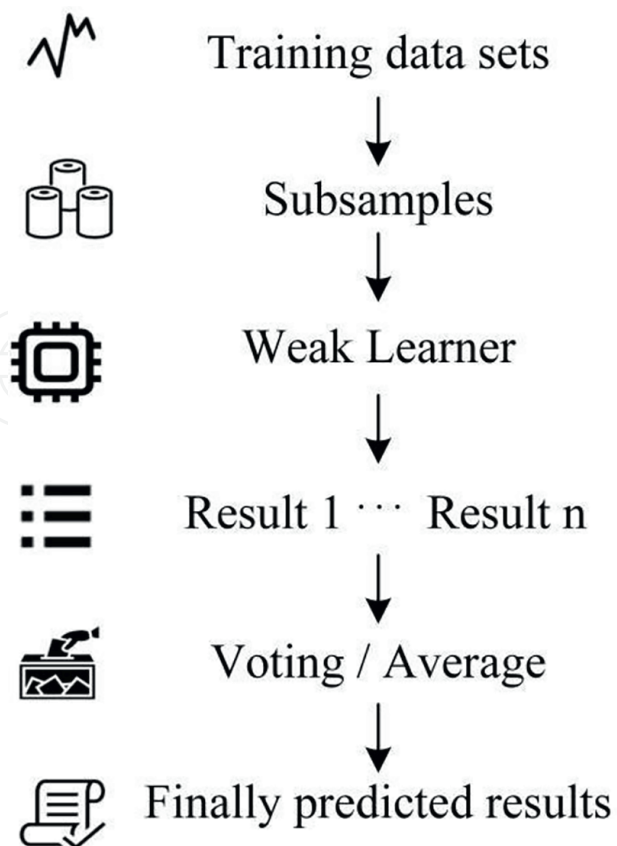 Training data sets
Subsamples
Weak Learner
Result 1 ··· Result n
Voting / Average
Finally predicted results